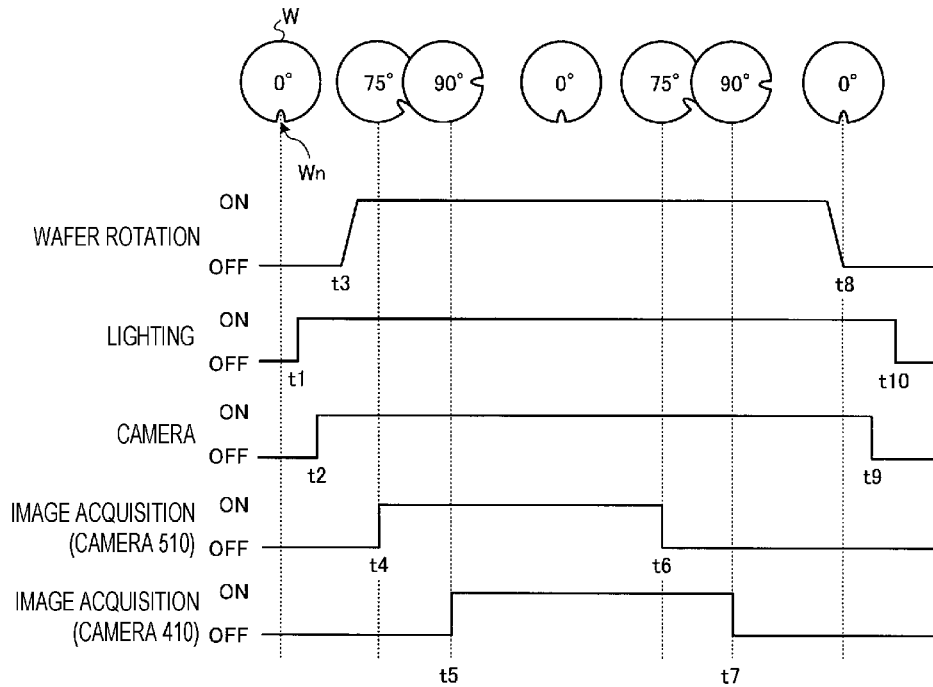 W
0° 75° 90° 0° 75° 90° 0°
Wn
ON
WAFER ROTATION
OFF
t3 t8
ON
LIGHTING
OFF
t1 t10
ON
CAMERA
OFF
t2 t9
IMAGE ACQUISITION ON
(CAMERA 510) OFF
t4 t6
IMAGE ACQUISITION ON
(CAMERA 410) OFF
t5 t7